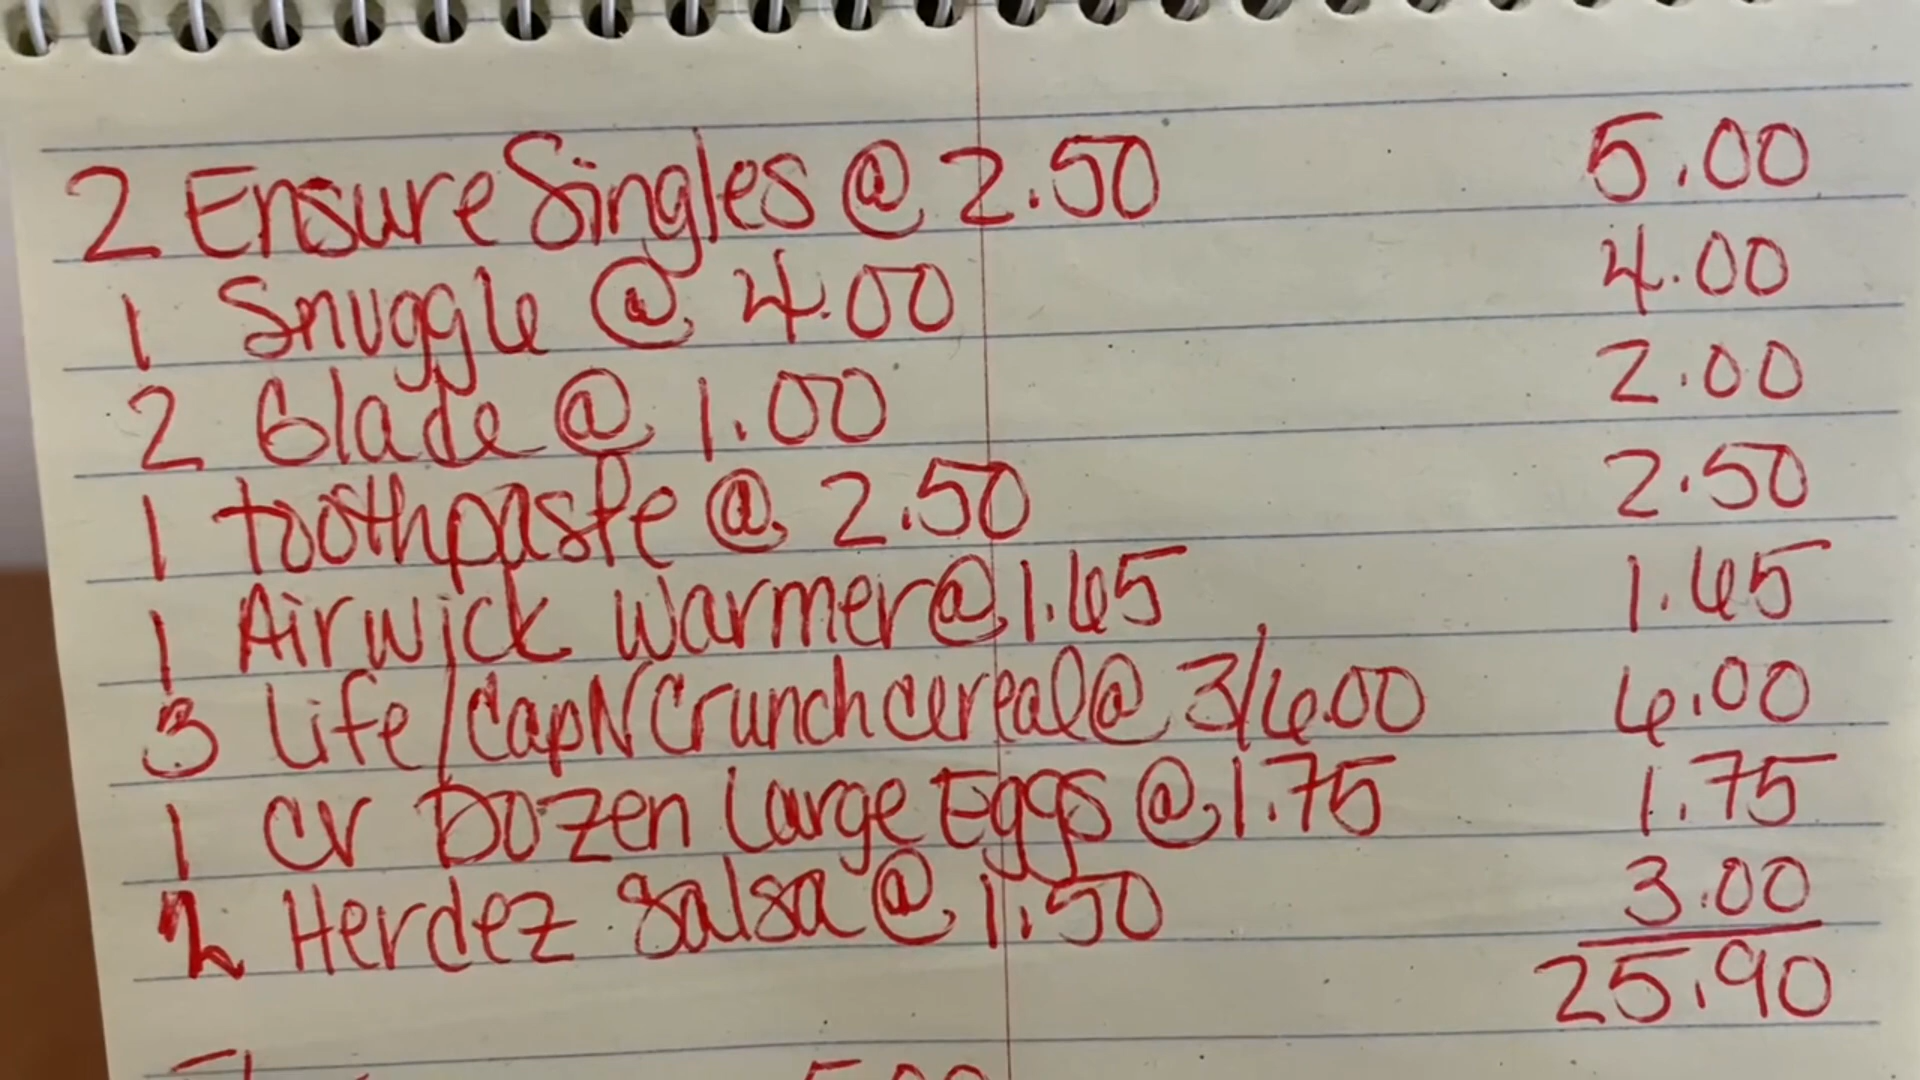 2 Ensure Singles @ 2.50 5.00
1 Snuggle @ 4.00 4.00
2 Glade @ 1.00 2.00
1 toothpaste @ 2.50 2.50
1 Airwick Warmer @ 1.65 1.65
3 Life/CapNCrunch cereal @ 3/6.00 6.00
1 CV Dozen Large Eggs @ 1.75 1.75
2 Herdez Salsa @ 1.50 3.00
25.90